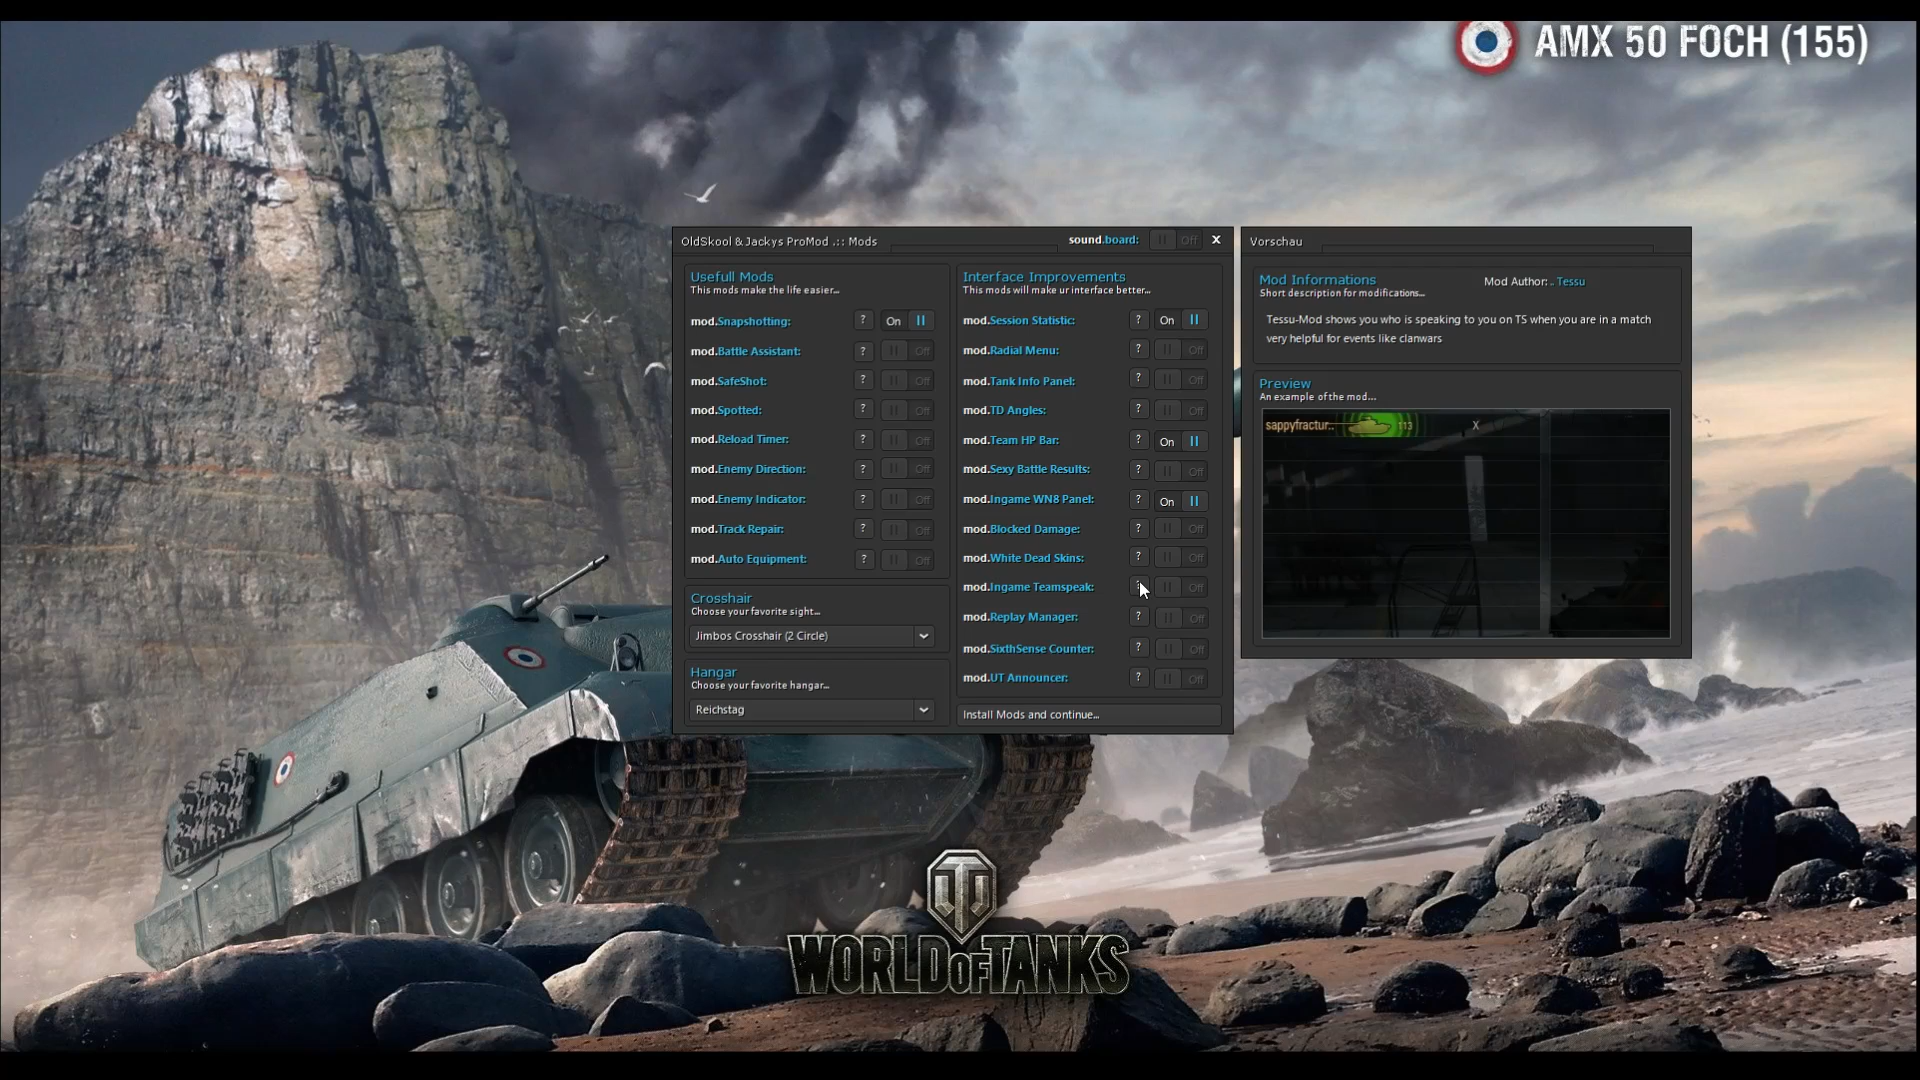 AMX 50 FOCH (155)
OldSkool & Jackys ProMod .:: Mods
sound.board: Off X
Usefull Mods
This mods make the life easier...
mod.Snapshotting: ? On
mod.Battle Assistant: ? Off
mod.SafeShot: ? Off
mod.Spotted: ? Off
mod.Reload Timer: ? Off
mod.Enemy Direction: ? Off
mod.Enemy Indicator: ? Off
mod.Track Repair: ? Off
mod.Auto Equipment: ? Off
Crosshair
Choose your favorite sight...
Jimbos Crosshair (2 Circle)
Hangar
Choose your favorite hangar...
Reichstag
Interface Improvements
This mods will make ur interface better...
mod.Session Statistic: ? On
mod.Radial Menu: ? Off
mod.Tank Info Panel: ? Off
mod.TD Angles: ? Off
mod.Team HP Bar: ? On
mod.Sexy Battle Results: ? Off
mod.Ingame WN8 Panel: ? On
mod.Blocked Damage: ? Off
mod.White Dead Skins: ? Off
mod.Ingame Teamspeak: ? Off
mod.Replay Manager: ? Off
mod.SixthSense Counter: ? Off
mod.UT Announcer: ? Off
Install Mods and continue...
Vorschau
Mod Informations
Short description for modifications...
Mod Author: .. Tessu
Tessu-Mod shows you who is speaking to you on TS when you are in a match
very helpful for events like clanwars
Preview
An example of the mod...
sappyfractur.. 113 X
WORLD OF TANKS